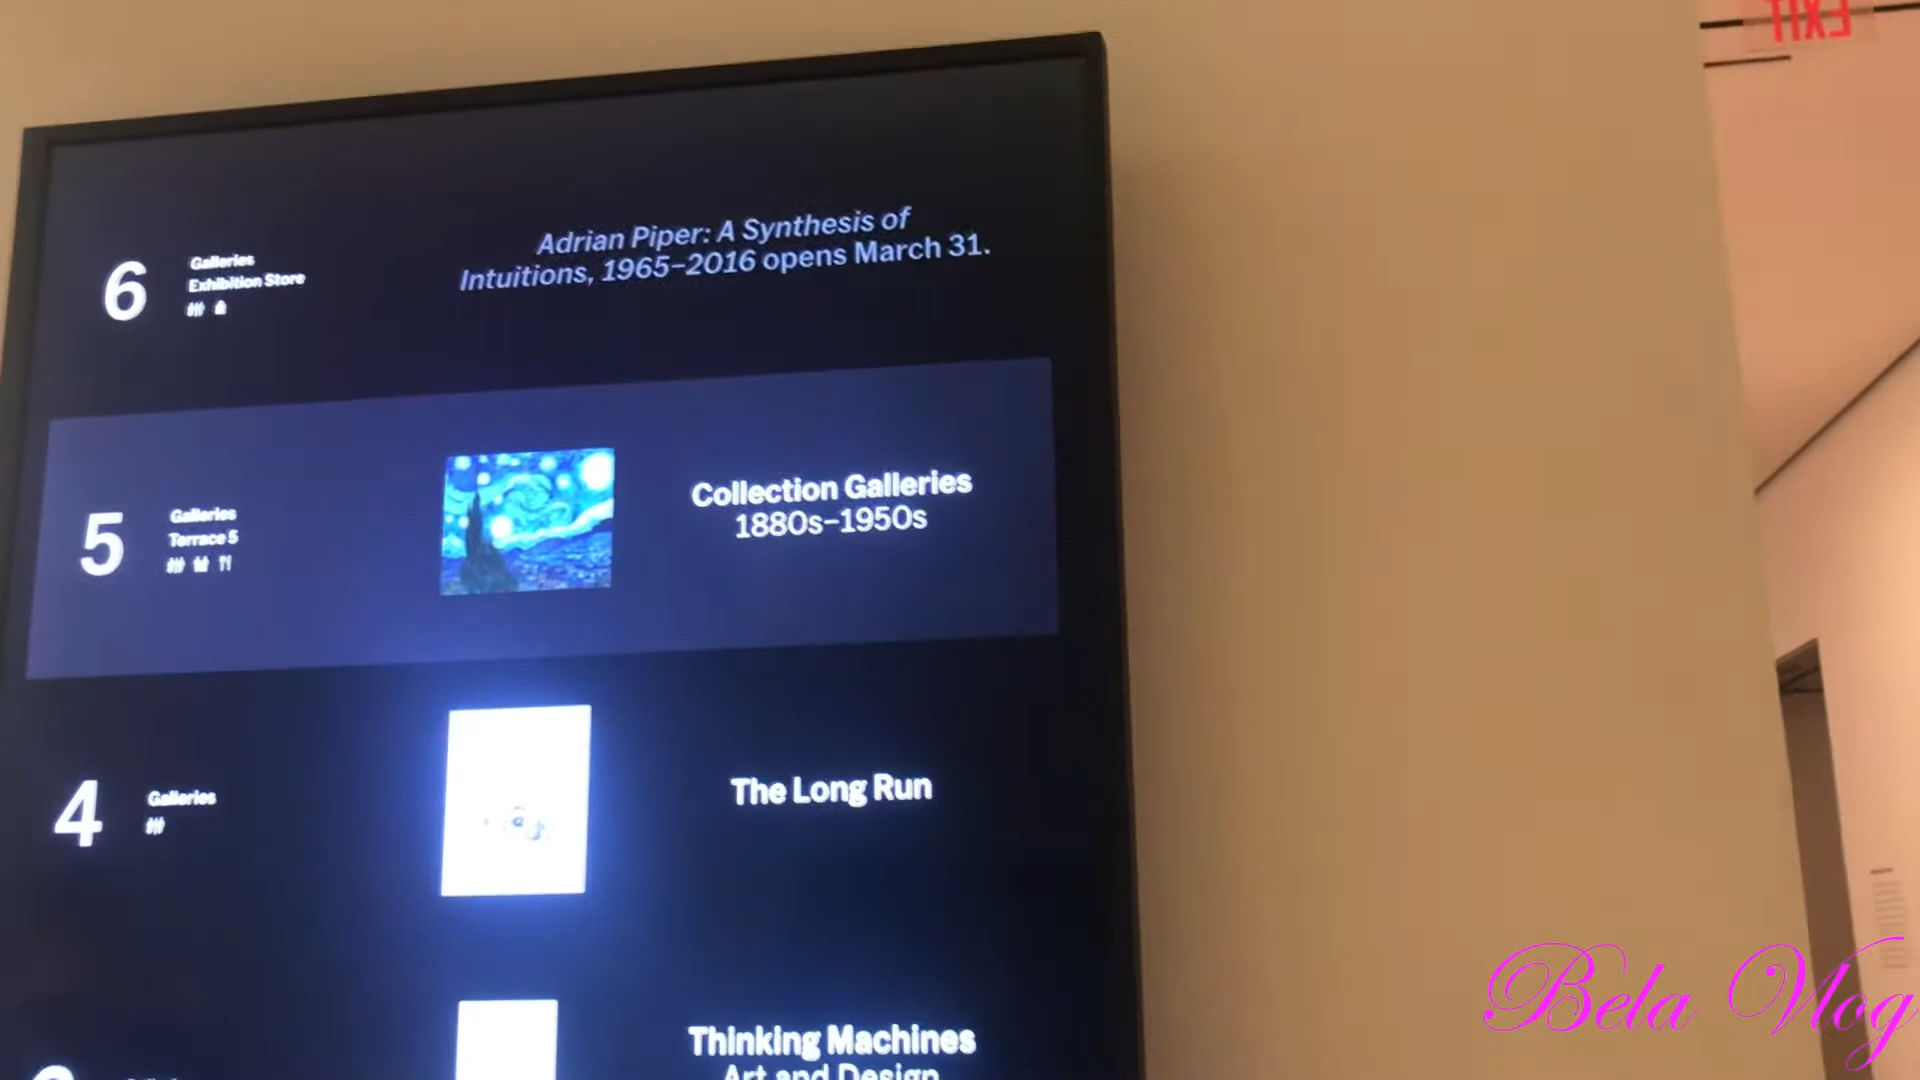 EXIT
6
Galleries
Exhibition Store
Adrian Piper: A Synthesis of
Intuitions, 1965–2016 opens March 31.
5
Galleries
Terrace 5
Collection Galleries
1880s–1950s
4
Galleries
The Long Run
Thinking Machines
Art and Design
Bela Vlog